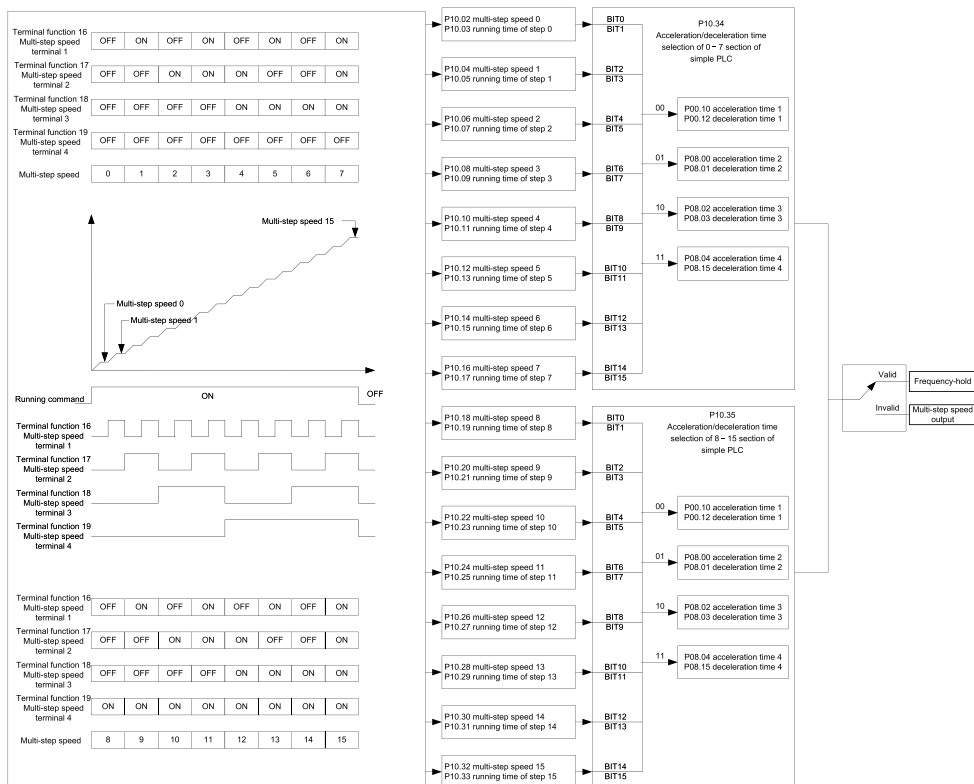 Terminal function 16
Multi-step speed
terminal 1
OFF ON OFF ON OFF ON OFF ON
Terminal function 17
Multi-step speed
terminal 2
OFF OFF ON ON ON OFF OFF ON
Terminal function 18
Multi-step speed
terminal 3
OFF OFF OFF OFF ON ON ON ON
Terminal function 19
Multi-step speed
terminal 4
OFF OFF OFF OFF OFF OFF OFF OFF
Multi-step speed 0 1 2 3 4 5 6 7
Multi-step speed 15
Multi-step speed 0
Multi-step speed 1
Running command
ON
OFF
Terminal function 16
Multi-step speed
terminal 1
Terminal function 17
Multi-step speed
terminal 2
Terminal function 18
Multi-step speed
terminal 3
Terminal function 19
Multi-step speed
terminal 4
Terminal function 16
Multi-step speed
terminal 1
OFF ON OFF ON OFF ON OFF ON
Terminal function 17
Multi-step speed
terminal 2
OFF OFF ON ON ON OFF OFF ON
Terminal function 18
Multi-step speed
terminal 3
OFF OFF OFF OFF ON ON ON ON
Terminal function 19
Multi-step speed
terminal 4
ON ON ON ON ON ON ON ON
Multi-step speed 8 9 10 11 12 13 14 15
P10.02 multi-step speed 0
P10.03 running time of step 0
BIT0
BIT1
P10.04 multi-step speed 1
P10.05 running time of step 1
BIT2
BIT3
P10.06 multi-step speed 2
P10.07 running time of step 2
BIT4
BIT5
P10.08 multi-step speed 3
P10.09 running time of step 3
BIT6
BIT7
P10.10 multi-step speed 4
P10.11 running time of step 4
BIT8
BIT9
P10.12 multi-step speed 5
P10.13 running time of step 5
BIT10
BIT11
P10.14 multi-step speed 6
P10.15 running time of step 6
BIT12
BIT13
P10.16 multi-step speed 7
P10.17 running time of step 7
BIT14
BIT15
P10.34
Acceleration/deceleration time
selection of 0-7 section of
simple PLC
00
P00.10 acceleration time 1
P00.12 deceleration time 1
01
P08.00 acceleration time 2
P08.01 deceleration time 2
10
P08.02 acceleration time 3
P08.03 deceleration time 3
11
P08.04 acceleration time 4
P08.15 deceleration time 4
P10.18 multi-step speed 8
P10.19 running time of step 8
BIT0
BIT1
P10.20 multi-step speed 9
P10.21 running time of step 9
BIT2
BIT3
P10.22 multi-step speed 10
P10.23 running time of step 10
BIT4
BIT5
P10.24 multi-step speed 11
P10.25 running time of step 11
BIT6
BIT7
P10.26 multi-step speed 12
P10.27 running time of step 12
BIT8
BIT9
P10.28 multi-step speed 13
P10.29 running time of step 13
BIT10
BIT11
P10.30 multi-step speed 14
P10.31 running time of step 14
BIT12
BIT13
P10.32 multi-step speed 15
P10.33 running time of step 15
BIT14
BIT15
P10.35
Acceleration/deceleration time
selection of 8-15 section of
simple PLC
00
P00.10 acceleration time 1
P00.12 deceleration time 1
01
P08.00 acceleration time 2
P08.01 deceleration time 2
10
P08.02 acceleration time 3
P08.03 deceleration time 3
11
P08.04 acceleration time 4
P08.15 deceleration time 4
Valid
Frequency-hold
Invalid
Multi-step speed
output